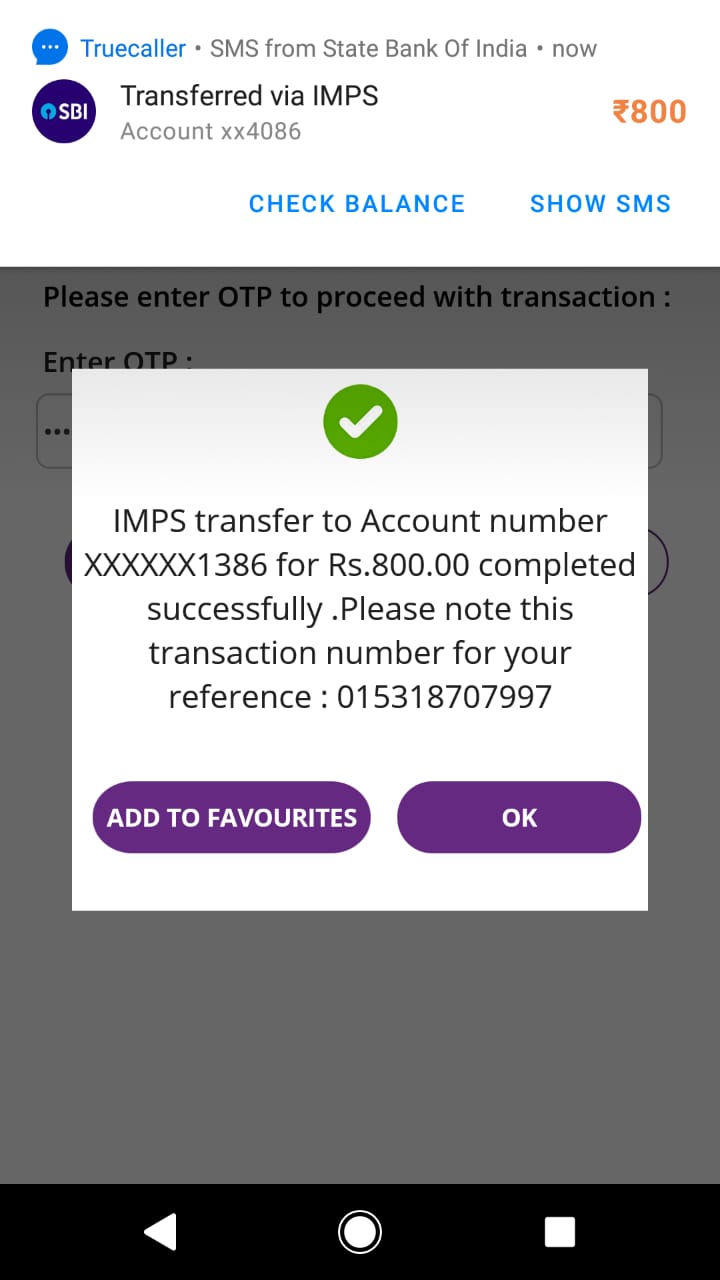 Truecaller • SMS from State Bank Of India • now
SBI
Transferred via IMPS
Account xx4086
₹800
CHECK BALANCE SHOW SMS
Please enter OTP to proceed with transaction :
Enter OTP :
IMPS transfer to Account number
XXXXXX1386 for Rs.800.00 completed
successfully .Please note this
transaction number for your
reference : 015318707997
ADD TO FAVOURITES OK